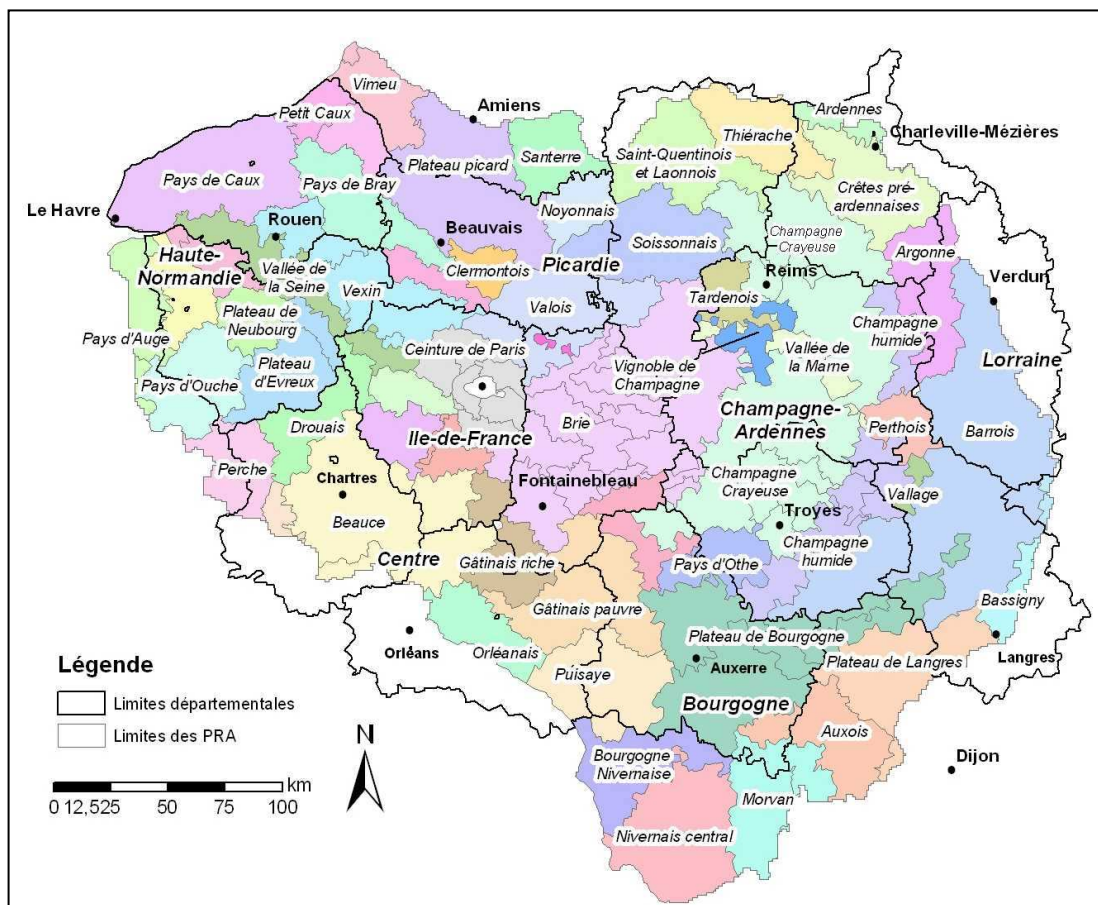 Vimeu
Amiens
Ardennes
Petit Caux
Charleville-Mézières
Thiérache
Plateau picard
Santerre
Saint-Quentinois
et Laonnois
Pays de Caux
Pays de Bray
Crêtes pré-
ardennaises
Le Havre
Noyonnais
Rouen
Beauvais
Soissonnais
Champagne
Crayeuse
Argonne
Haute-
Normandie
Vallée de
la Seine
Clermontois
Picardie
Reims
Verdun
Vexin
Valois
Tardenois
Plateau de
Neubourg
Champagne
humide
Pays d'Auge
Ceinture de Paris
Vignoble de
Champagne
Vallée de
la Marne
Lorraine
Plateau
d'Evreux
Pays d'Ouche
Champagne-
Ardennes
Drouais
Ile-de-France
Brie
Perthois
Barrois
Perche
Chartres
Fontainebleau
Champagne
Crayeuse
Vallage
Beauce
Troyes
Centre
Gâtinais riche
Pays d'Othe
Champagne
humide
Gâtinais pauvre
Bassigny
Orléans
Orléanais
Plateau de Bourgogne
Plateau de Langres
Langres
Auxerre
Puisaye
Bourgogne
Auxois
Bourgogne
Nivernaise
Dijon
Morvan
Nivernais central
Légende
Limites départementales
Limites des PRA
N
km
0 12,525 50 75 100